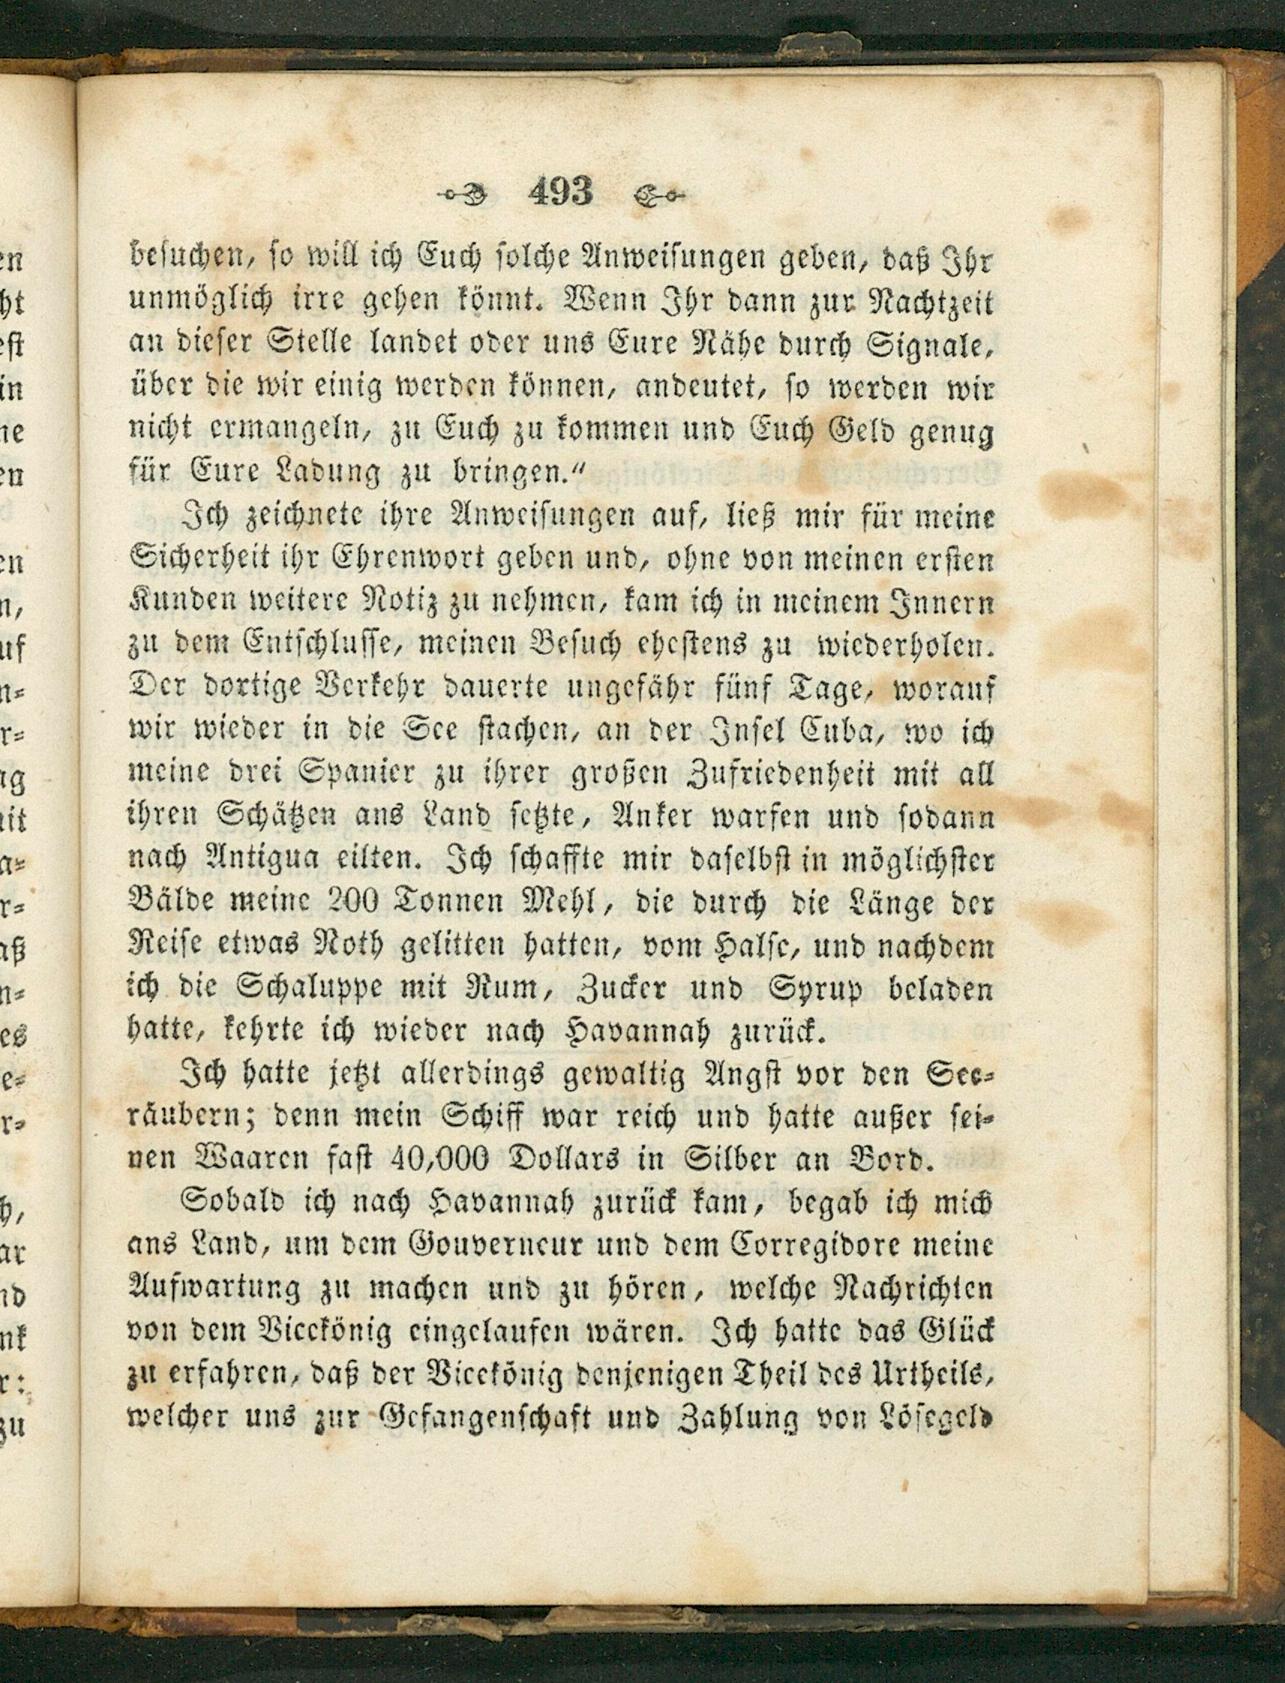 493
besuchen, so will ich Euch solche Anweisungen geben, daß Ihr
unmöglich irre gehen könnt. Wenn Ihr dann zur Nachtzeit
an dieser Stelle landet oder uns Eure Nähe durch Signale,
über die wir einig werden können, andeutet, so werden wir
nicht ermangeln, zu Euch zu kommen und Euch Geld genug
für Eure Ladung zu bringen.“
Ich zeichnete ihre Anweisungen auf, ließ mir für meine
Sicherheit ihr Ehrenwort geben und, ohne von meinen ersten
Kunden weitere Notiz zu nehmen, kam ich in meinem Innern
zu dem Entschlusse, meinen Besuch ehestens zu wiederholen.
Der dortige Verkehr dauerte ungefähr fünf Tage, worauf
wir wieder in die See stachen, an der Insel Cuba, wo ich
meine drei Spanier zu ihrer großen Zufriedenheit mit all
ihren Schätzen ans Land setzte, Anker warfen und sodann
nach Antigua eilten. Ich schaffte mir daselbst in möglichster
Bälde meine 200 Tonnen Mehl, die durch die Länge der
Reise etwas Noth gelitten hatten, vom Halse, und nachdem
ich die Schaluppe mit Rum, Zucker und Syrup beladen
hatte, kehrte ich wieder nach Havannah zurück.
Ich hatte jetzt allerdings gewaltig Angst vor den See-
räubern; denn mein Schiff war reich und hatte außer sei-
nen Waaren fast 40,000 Dollars in Silber an Bord.
Sobald ich nach Havannah zurück kam, begab ich mich
ans Land, um dem Gouverneur und dem Corregidore meine
Aufwartung zu machen und zu hören, welche Nachrichten
von dem Vicekönig eingelaufen wären. Ich hatte das Glück
zu erfahren, daß der Vicekönig denjenigen Theil des Urtheils,
welcher uns zur Gefangenschaft und Zahlung von Lösegeld